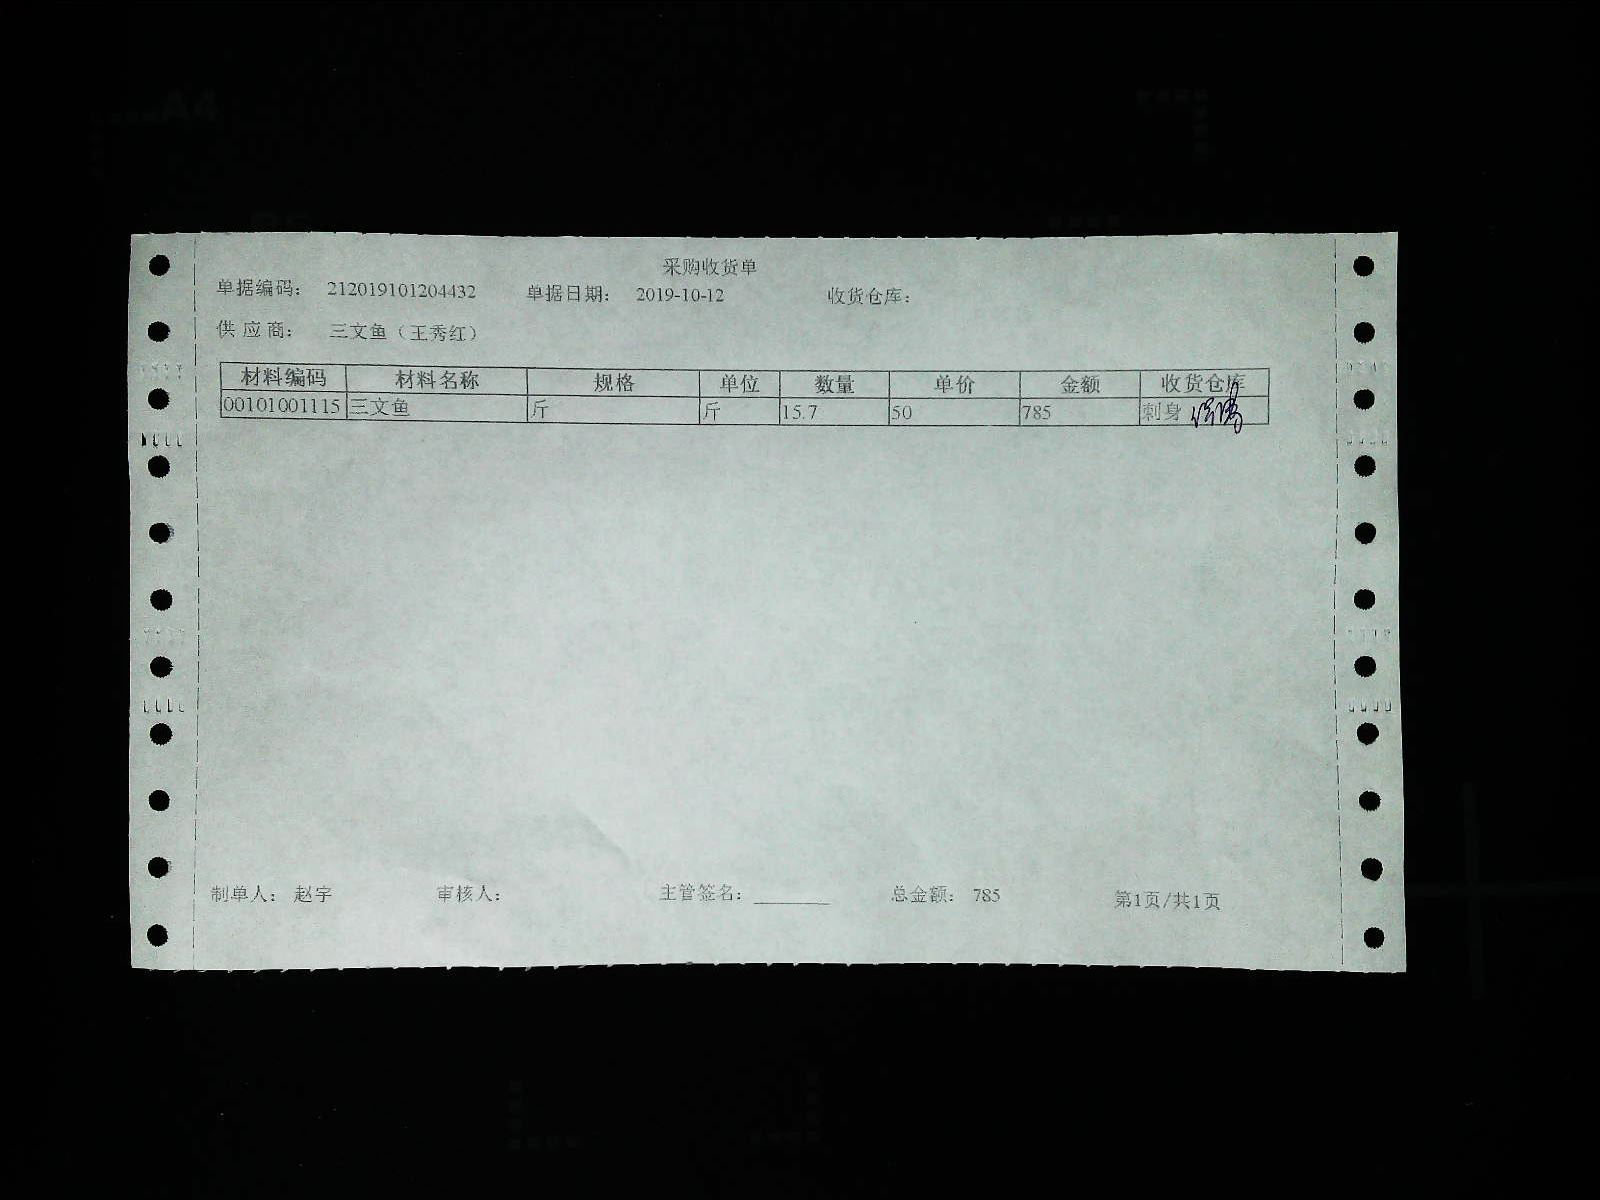 采购收货单
单据编码： 212019101204432 单据日期： 2019-10-12 收货仓库：
供应商： 三文鱼（王秀红）
材料编码 材料名称 规格 单位 数量 单价 金额 收货仓库
00101001115 三文鱼 斤 斤 15.7 50 785 刺身
制单人： 赵宇 审核人： 主管签名：________ 总金额： 785 第1页/共1页